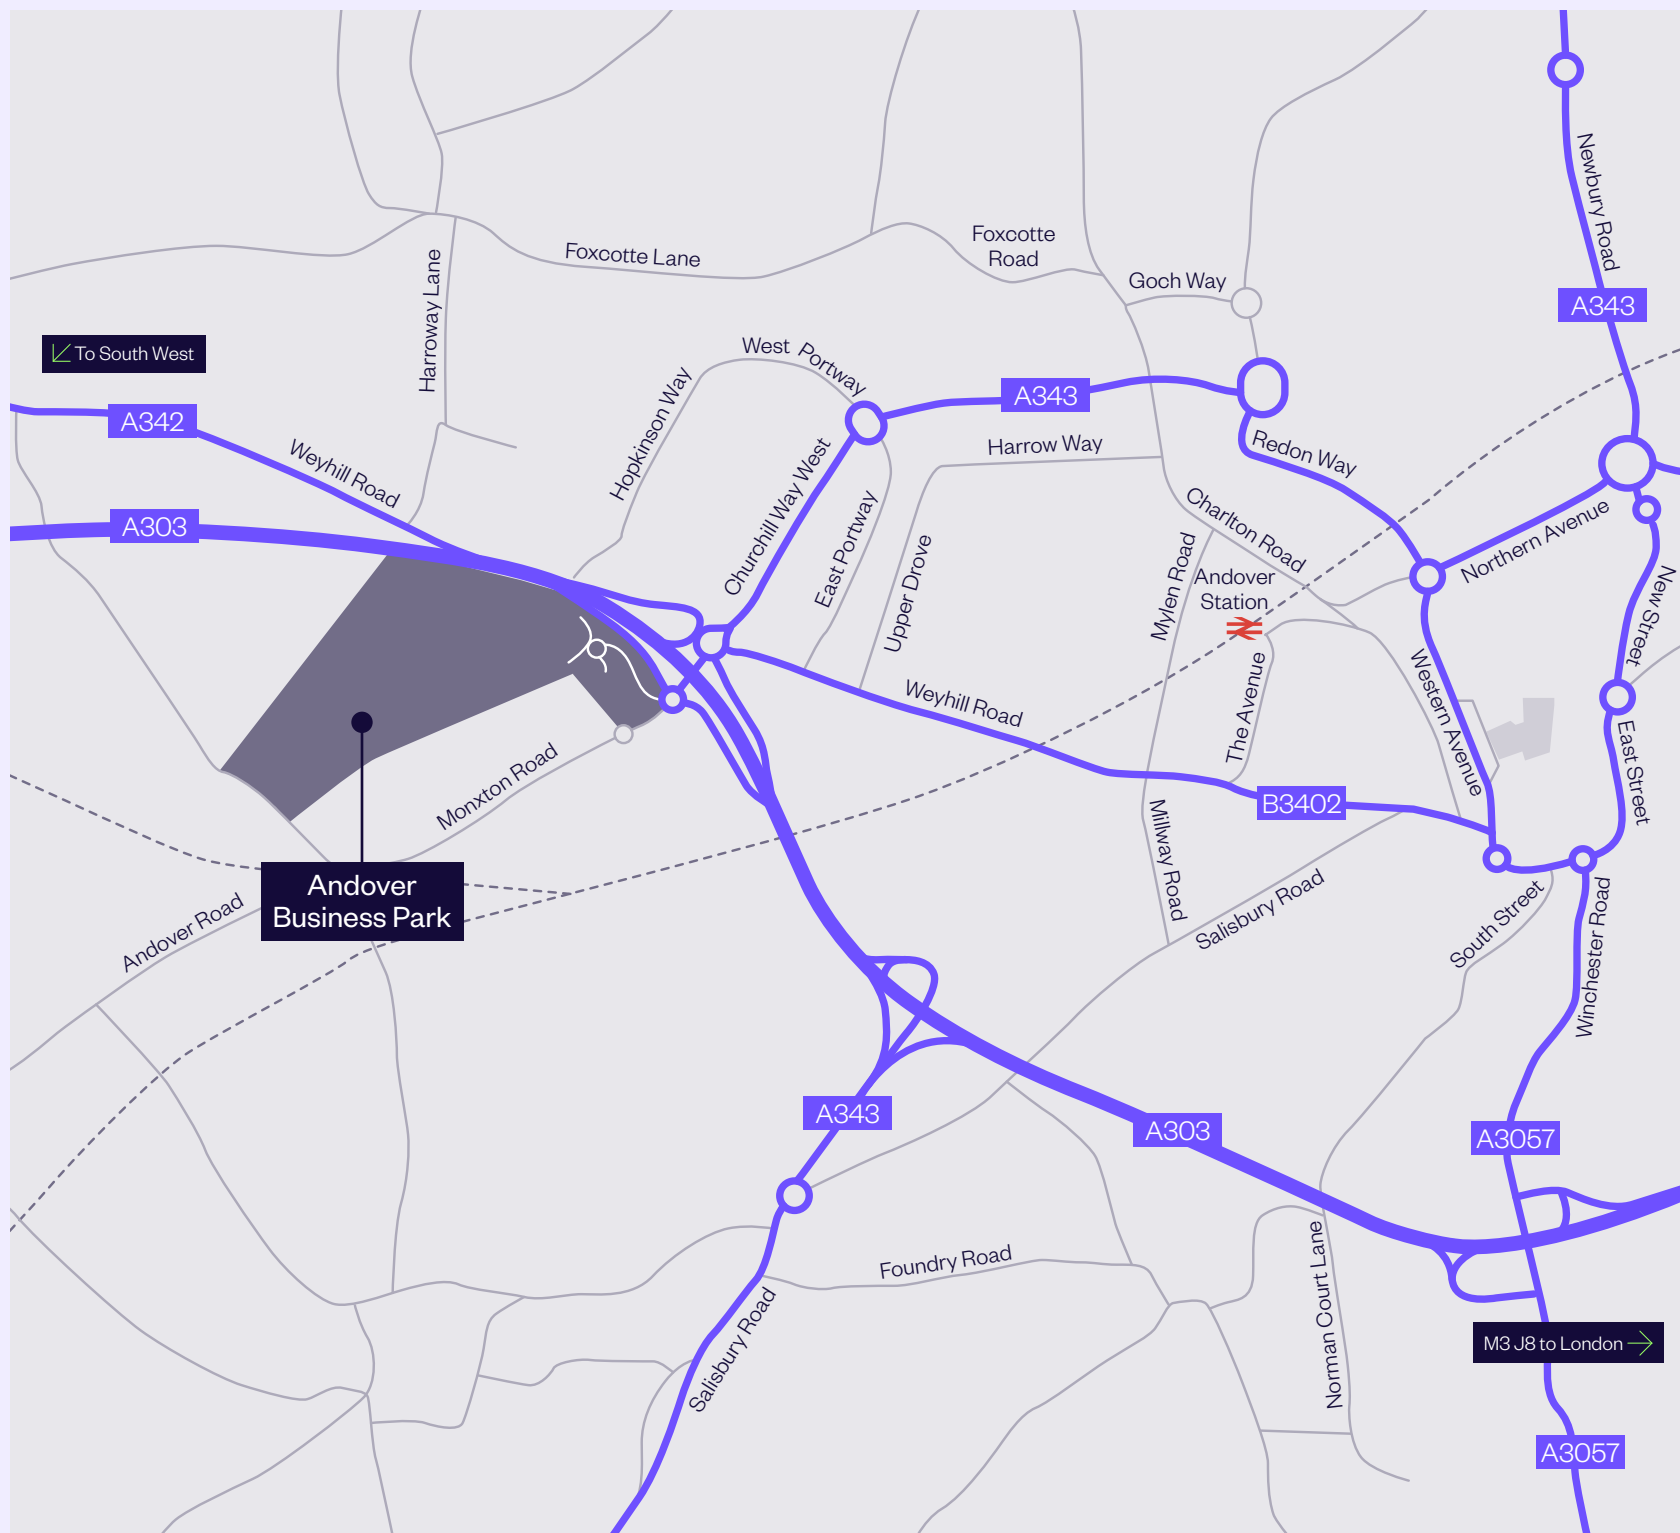 Newbury Road
Foxcotte
Road
Foxcotte Lane
Goch Way
Harroway Lane
A343
To South West
West Portway
Hopkinson Way
A343
A342
Weyhill Road
Harrow Way
Redon Way
Churchill Way West
A303
East Portway
Upper Drove
Charlton Road
Northern Avenue
Mylen Road
Andover
Station
New Street
The Avenue
Western Avenue
Weyhill Road
East Street
Monxton Road
B3402
Millway Road
Andover
Business Park
Andover Road
Salisbury Road
South Street
Winchester Road
A343
A303
A3057
Foundry Road
Norman Court Lane
Salisbury Road
M3 J8 to London
A3057